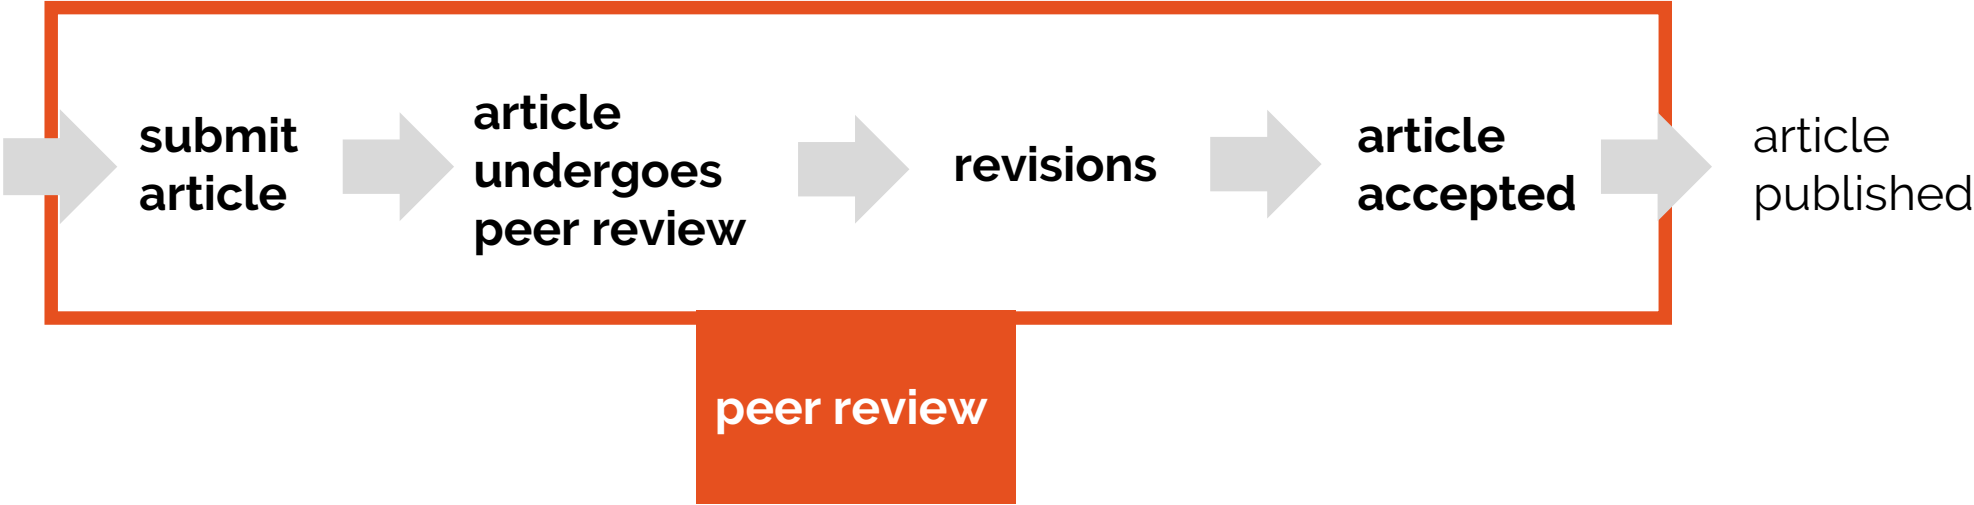 submit
article
article
undergoes
peer review
revisions
article
accepted
article
published
peer review